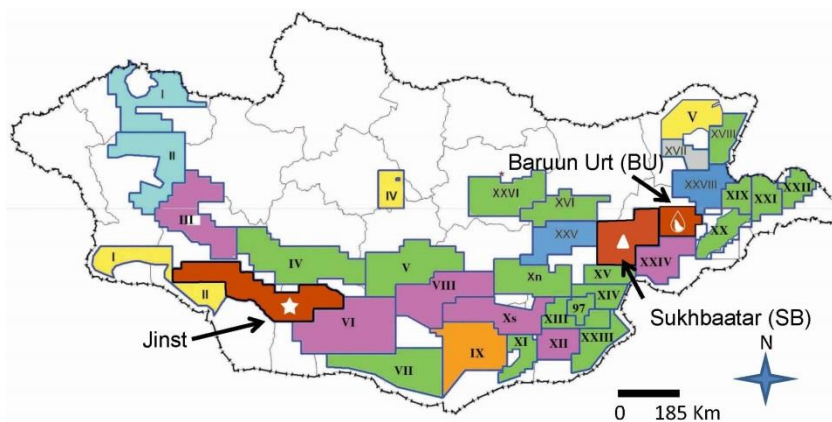 I
V
XVIII
XVII
Baruun Urt (BU)
II
IV
XXVI
XXVIII
XIX
XXI
XXII
XVI
III
XXV
XX
I
IV
V
Xn
XV
XXIV
II
VIII
XIV
97
Sukhbaatar (SB)
Jinst
VI
Xs
XIII
XI
XII
XXIII
IX
VII
N
0 185 Km